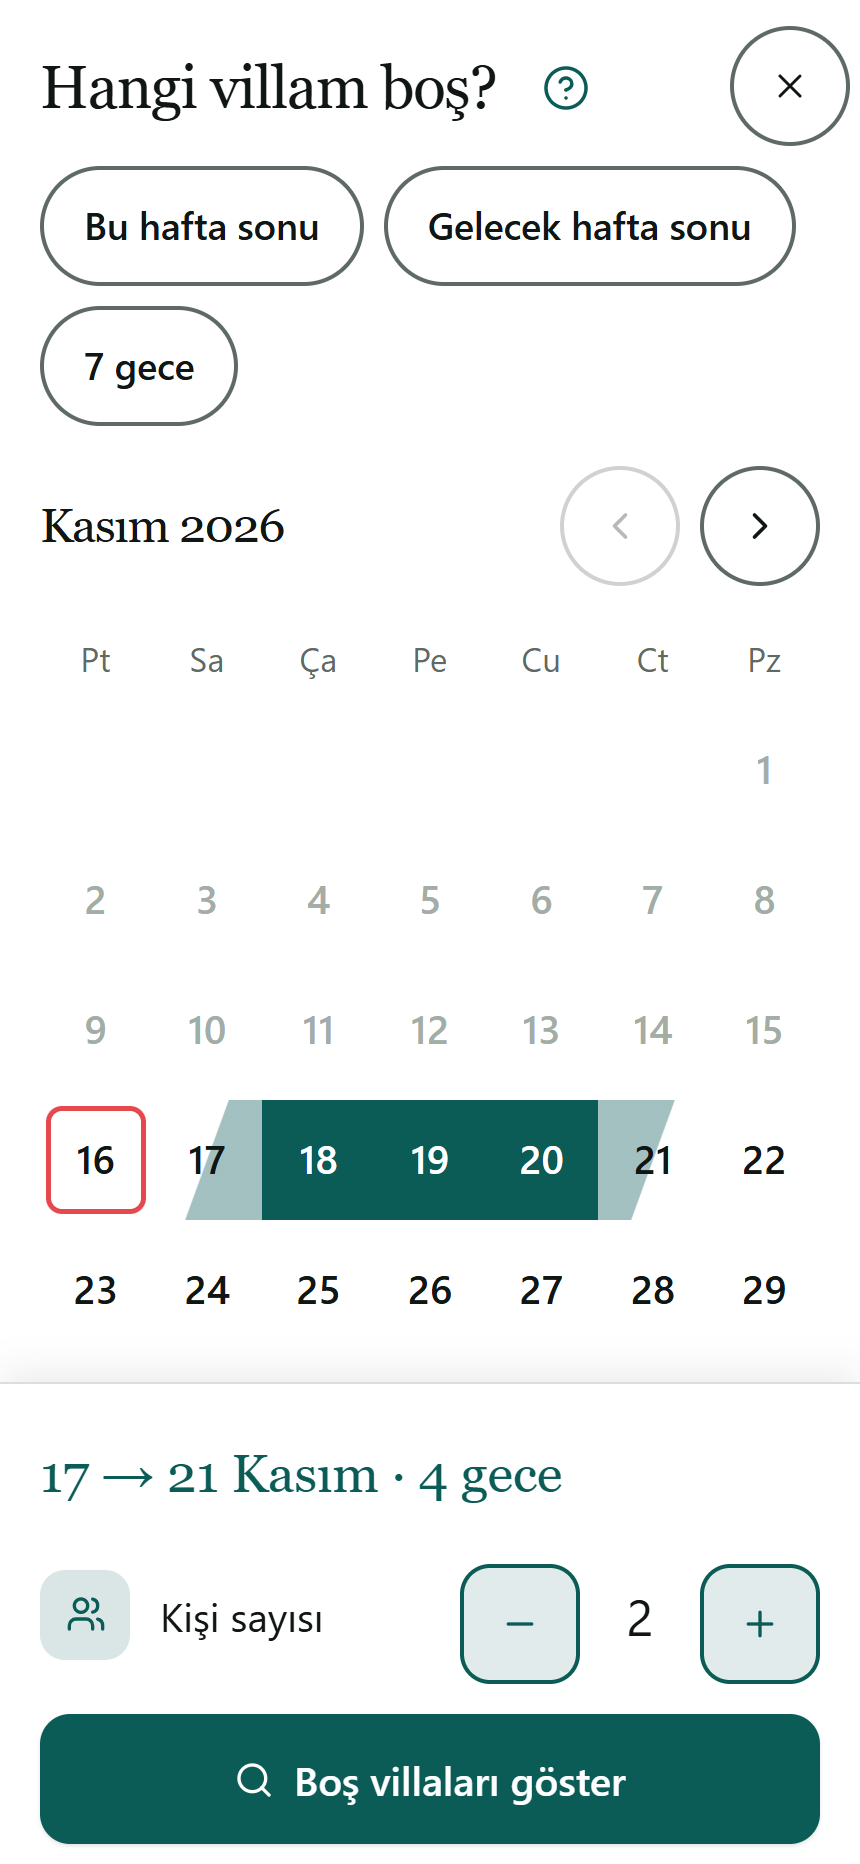 Hangi villam boş?
Bu hafta sonu
Gelecek hafta sonu
7 gece
Kasım 2026
Pt Sa Ça Pe Cu Ct Pz
1
2 3 4 5 6 7 8
9 10 11 12 13 14 15
16 17 18 19 20 21 22
23 24 25 26 27 28 29
17 → 21 Kasım · 4 gece
Kişi sayısı − 2 +
Boş villaları göster